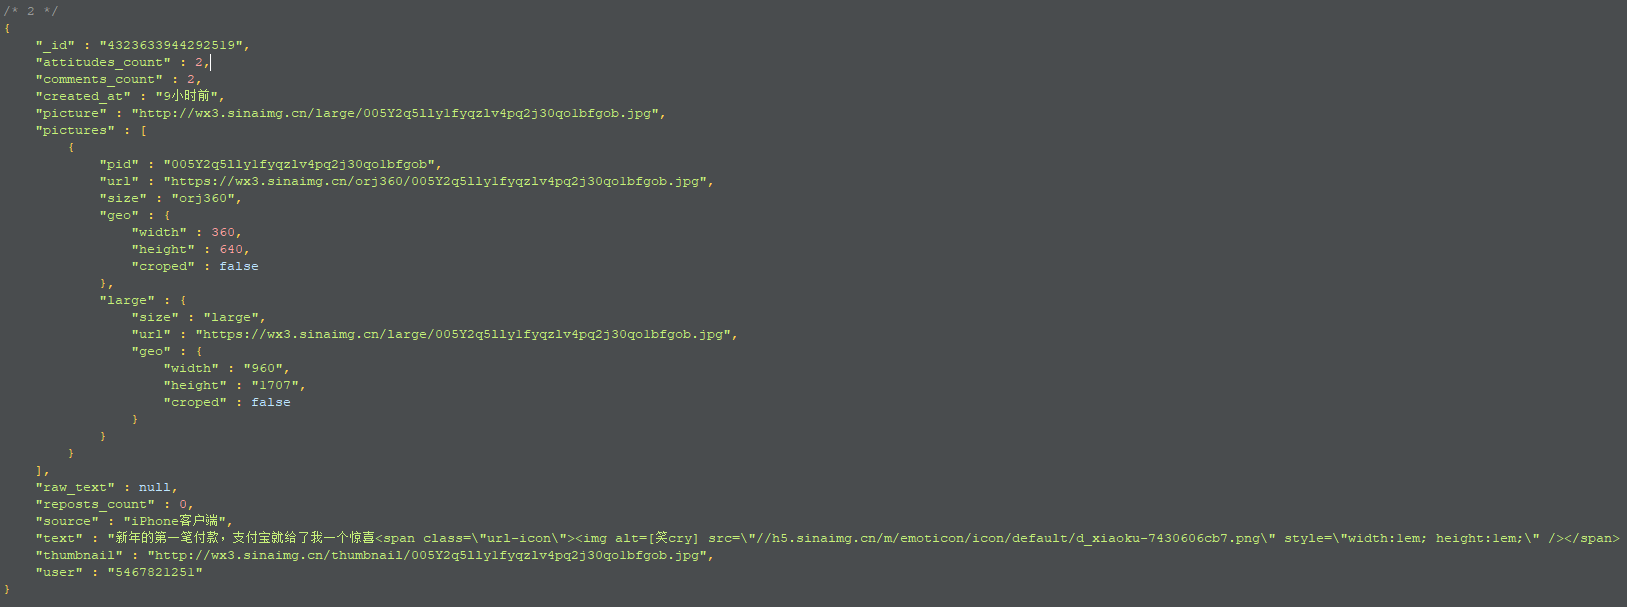 /* 2 */
{
"_id" : "4323633944292519",
"attitudes_count" : 2,
"comments_count" : 2,
"created_at" : "9小时前",
"picture" : "http://wx3.sinaimg.cn/large/005Y2q5lly1fyqzlv4pq2j30qo1bfgob.jpg",
"pictures" : [
{
"pid" : "005Y2q5lly1fyqzlv4pq2j30qo1bfgob",
"url" : "https://wx3.sinaimg.cn/orj360/005Y2q5lly1fyqzlv4pq2j30qo1bfgob.jpg",
"size" : "orj360",
"geo" : {
"width" : 360,
"height" : 640,
"croped" : false
},
"large" : {
"size" : "large",
"url" : "https://wx3.sinaimg.cn/large/005Y2q5lly1fyqzlv4pq2j30qo1bfgob.jpg",
"geo" : {
"width" : "960",
"height" : "1707",
"croped" : false
}
}
}
],
"raw_text" : null,
"reposts_count" : 0,
"source" : "iPhone客户端",
"text" : "新年的第一笔付款，支付宝就给了我一个惊喜<span class=\"url-icon\"><img alt=[笑cry] src=\"//h5.sinaimg.cn/m/emoticon/icon/default/d_xiaoku-7430606cb7.png\" style=\"width:1em; height:1em;\" /></span>
"thumbnail" : "http://wx3.sinaimg.cn/thumbnail/005Y2q5lly1fyqzlv4pq2j30qo1bfgob.jpg",
"user" : "5467821251"
}